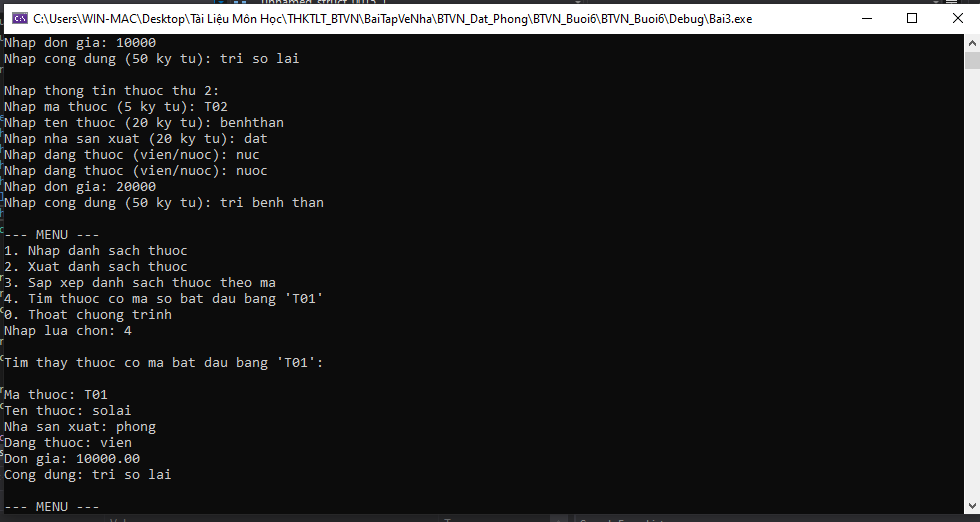 C:\Users\WIN-MAC\Desktop\Tài Liệu Môn Học\THKTLT_BTVN\BaiTapVeNha\BTVN_Dat_Phong\BTVN_Buoi6\BTVN_Buoi6\Debug\Bai3.exe
Nhap don gia: 10000
Nhap cong dung (50 ky tu): tri so lai

Nhap thong tin thuoc thu 2:
Nhap ma thuoc (5 ky tu): T02
Nhap ten thuoc (20 ky tu): benhthan
Nhap nha san xuat (20 ky tu): dat
Nhap dang thuoc (vien/nuoc): nuc
Nhap dang thuoc (vien/nuoc): nuoc
Nhap don gia: 20000
Nhap cong dung (50 ky tu): tri benh than

--- MENU ---
1. Nhap danh sach thuoc
2. Xuat danh sach thuoc
3. Sap xep danh sach thuoc theo ma
4. Tim thuoc co ma so bat dau bang 'T01'
0. Thoat chuong trinh
Nhap lua chon: 4

Tim thay thuoc co ma bat dau bang 'T01':

Ma thuoc: T01
Ten thuoc: solai
Nha san xuat: phong
Dang thuoc: vien
Don gia: 10000.00
Cong dung: tri so lai

--- MENU ---